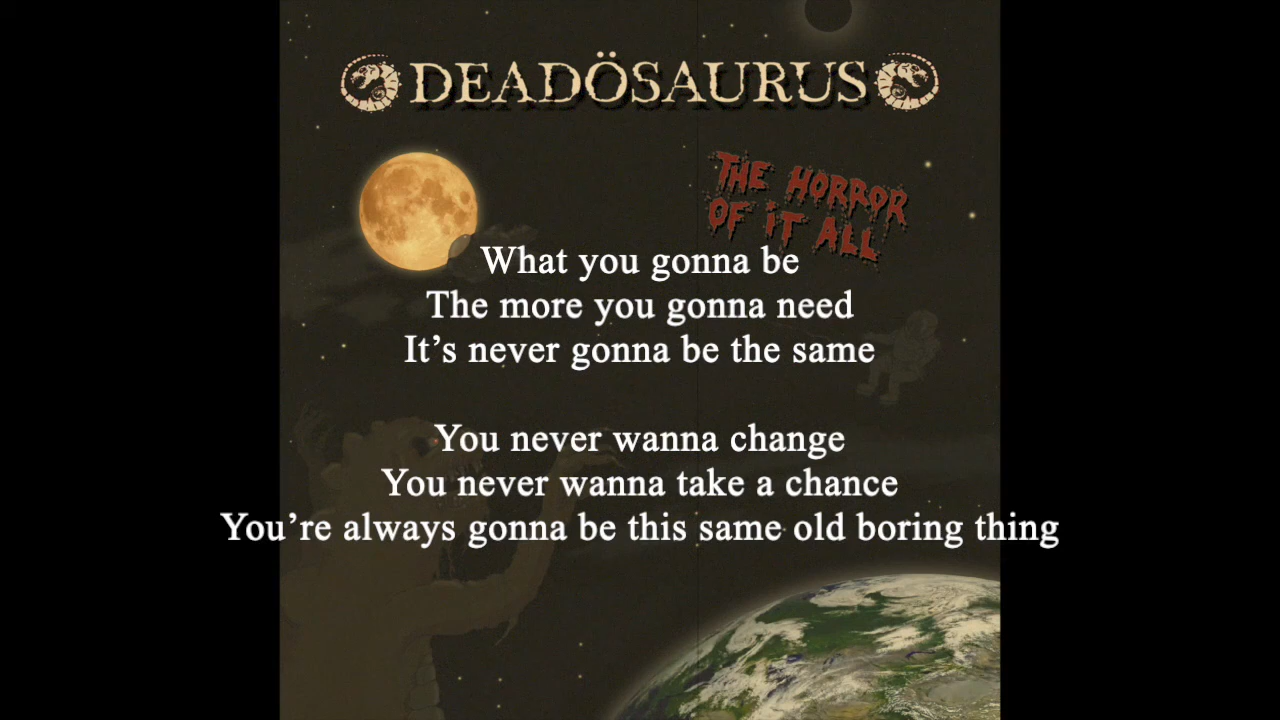 DEADÖSAURUS
THE HORROR
OF iT ALL
What you gonna be
The more you gonna need
It’s never gonna be the same
You never wanna change
You never wanna take a chance
You’re always gonna be this same old boring thing